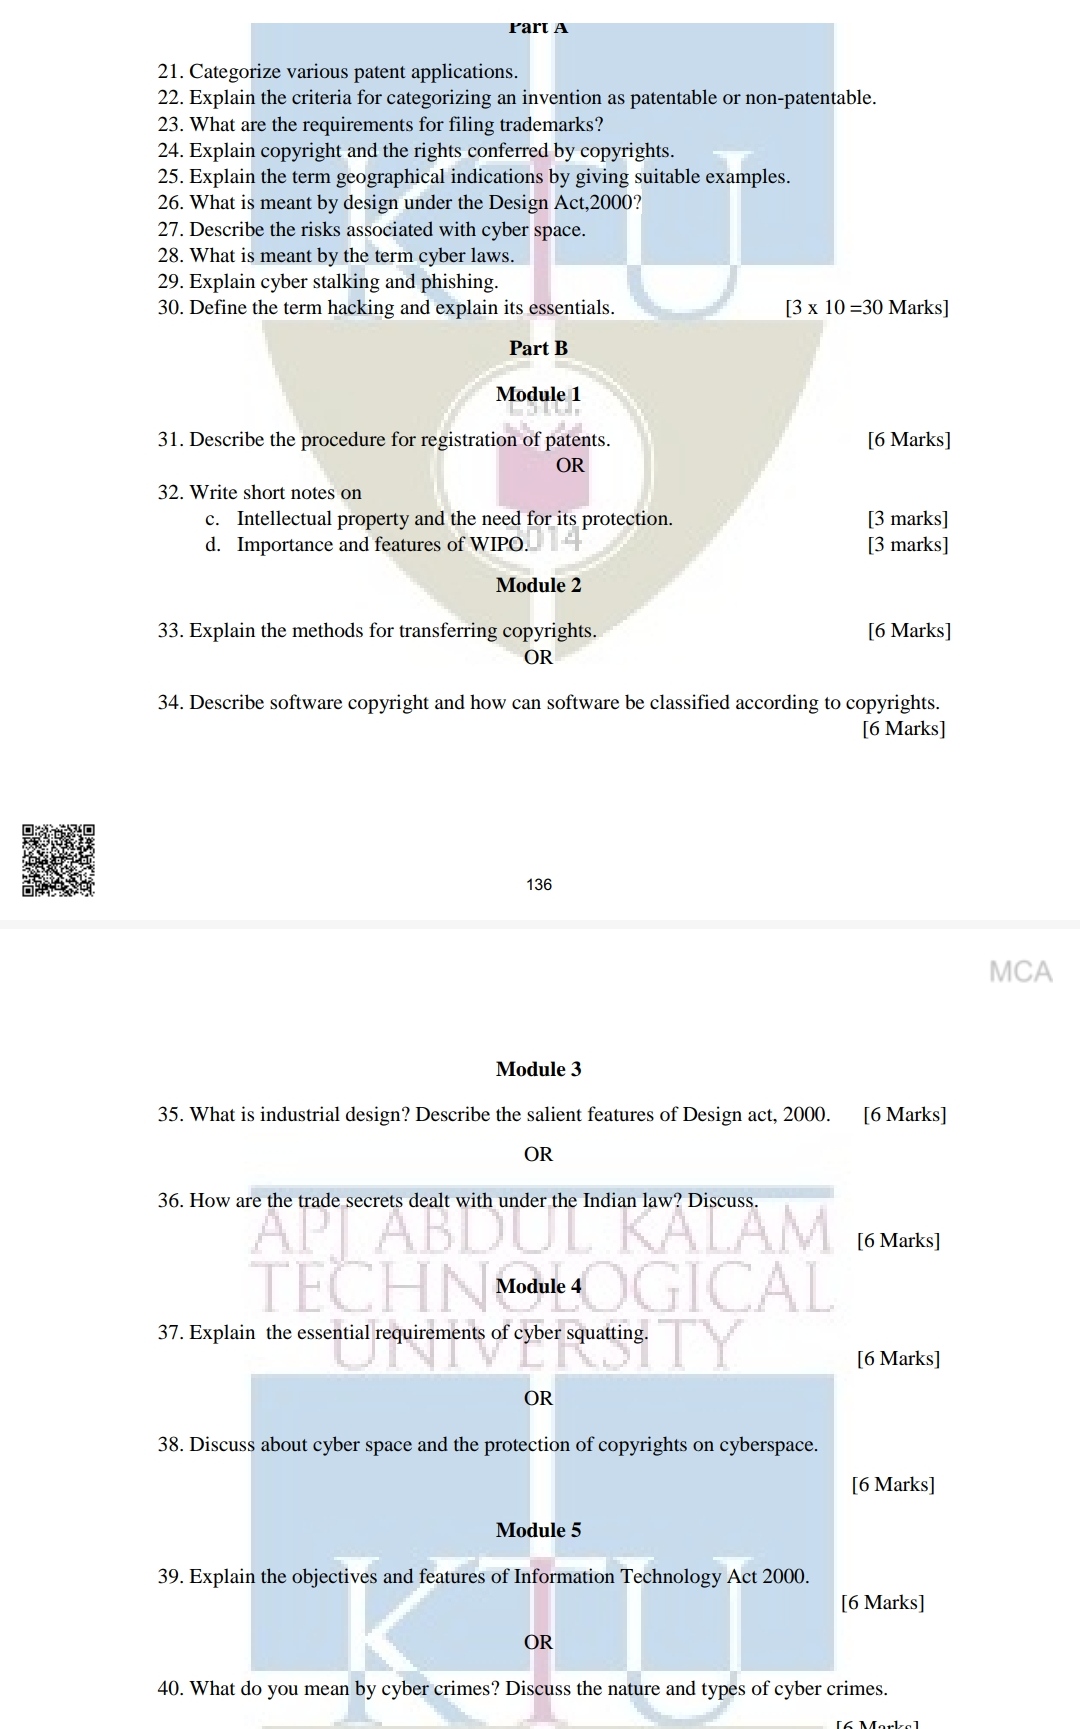 Part A
21. Categorize various patent applications.
22. Explain the criteria for categorizing an invention as patentable or non-patentable.
23. What are the requirements for filing trademarks?
24. Explain copyright and the rights conferred by copyrights.
25. Explain the term geographical indications by giving suitable examples.
26. What is meant by design under the Design Act,2000?
27. Describe the risks associated with cyber space.
28. What is meant by the term cyber laws.
29. Explain cyber stalking and phishing.
30. Define the term hacking and explain its essentials. [3 x 10 =30 Marks]
KTU
Part B
Module 1
Estd.
31. Describe the procedure for registration of patents. [6 Marks]
OR
32. Write short notes on
c. Intellectual property and the need for its protection. [3 marks]
d. Importance and features of WIPO. [3 marks]
2014
Module 2
33. Explain the methods for transferring copyrights. [6 Marks]
OR
34. Describe software copyright and how can software be classified according to copyrights.
[6 Marks]
136
MCA
Module 3
35. What is industrial design? Describe the salient features of Design act, 2000. [6 Marks]
OR
36. How are the trade secrets dealt with under the Indian law? Discuss.
[6 Marks]
APJ ABDUL KALAM
TECHNOLOGICAL
UNIVERSITY
Module 4
37. Explain the essential requirements of cyber squatting.
[6 Marks]
OR
38. Discuss about cyber space and the protection of copyrights on cyberspace.
[6 Marks]
Module 5
39. Explain the objectives and features of Information Technology Act 2000.
[6 Marks]
KTU
OR
40. What do you mean by cyber crimes? Discuss the nature and types of cyber crimes.
[6 Marks]